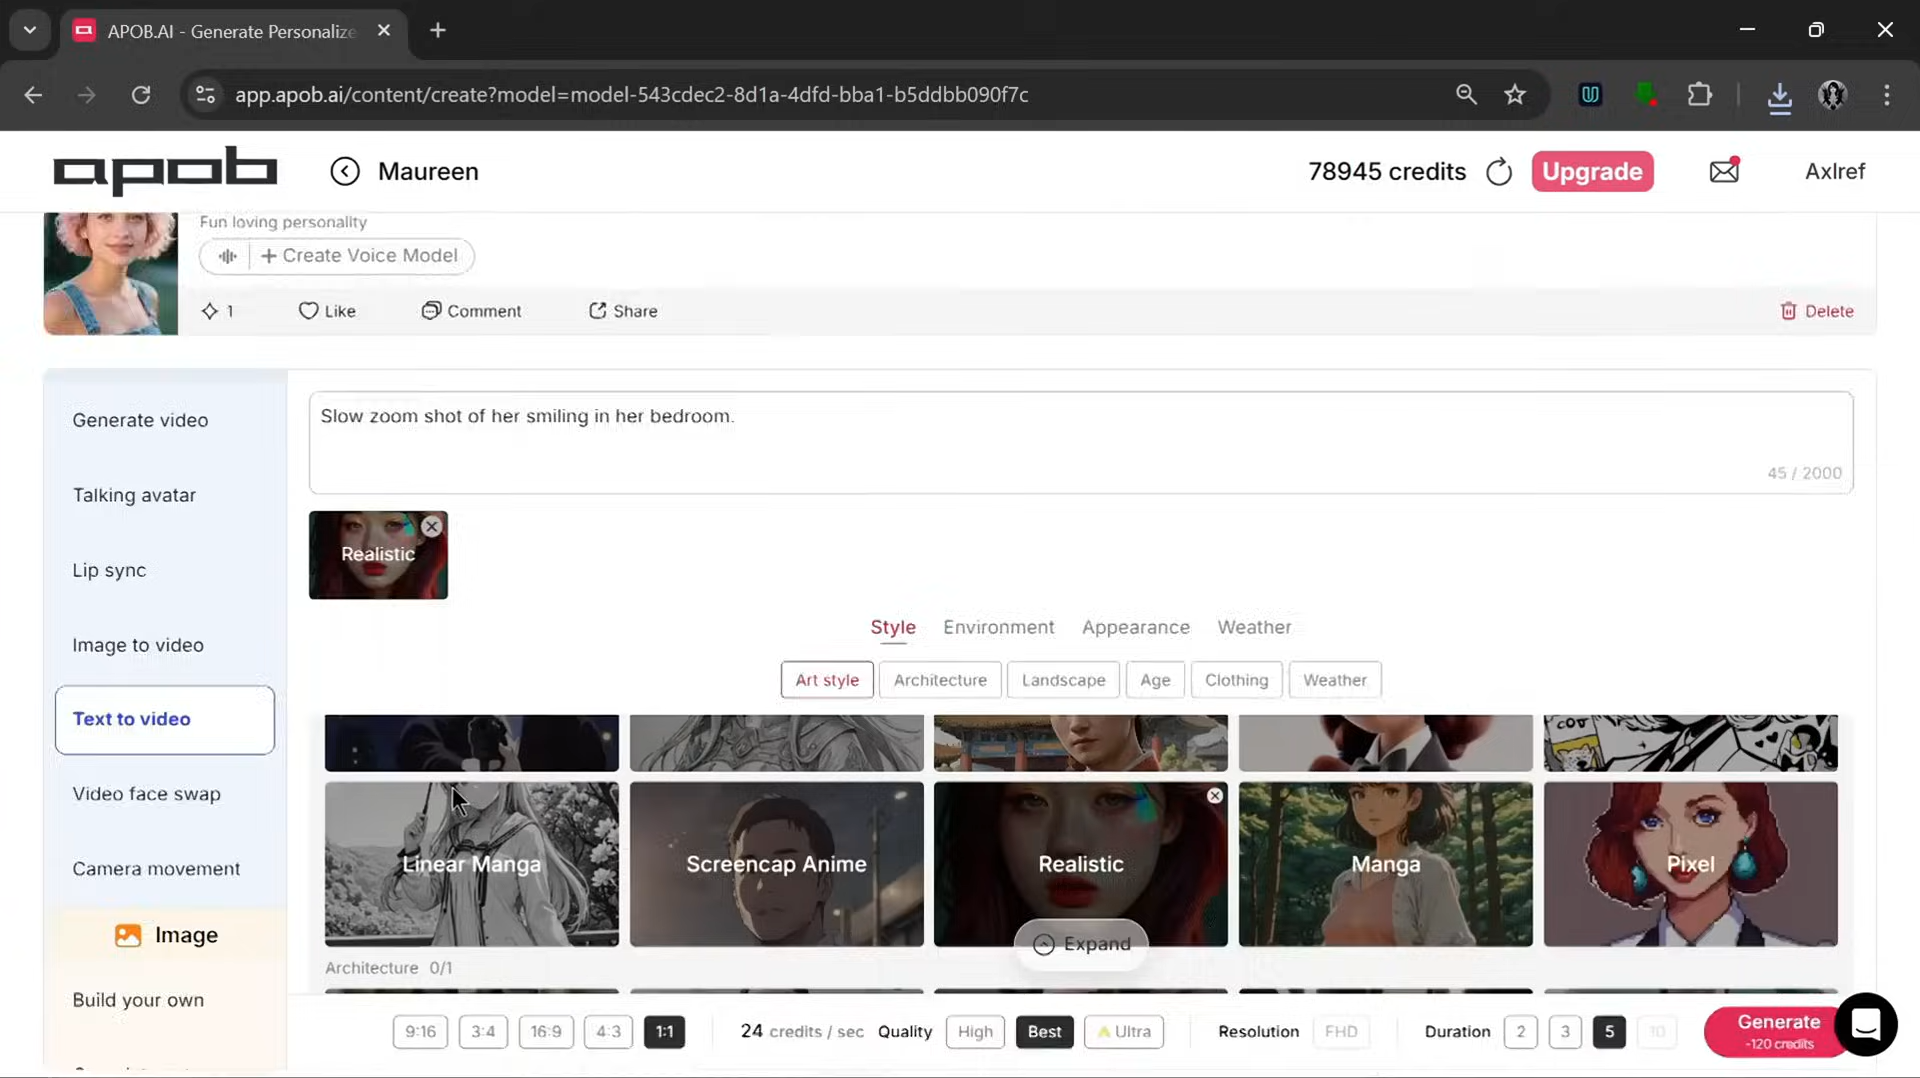 APOB.AI - Generate Personalize
app.apob.ai/content/create?model=model-543cdec2-8d1a-4dfd-bba1-b5ddbb090f7c
apob
Maureen
78945 credits
Upgrade
Axlref
Fun loving personality
+ Create Voice Model
1
Like
Comment
Share
Delete
Generate video
Talking avatar
Lip sync
Image to video
Text to video
Video face swap
Camera movement
Image
Build your own
Slow zoom shot of her smiling in her bedroom.
45 / 2000
Realistic
Style Environment Appearance Weather
Art style Architecture Landscape Age Clothing Weather
Linear Manga
Screencap Anime
Realistic
Manga
Pixel
Expand
Architecture 0/1
9:16 3:4 16:9 4:3 1:1
24 credits / sec Quality High Best Ultra
Resolution FHD
Duration 2 3 5 10
Generate
-120 credits